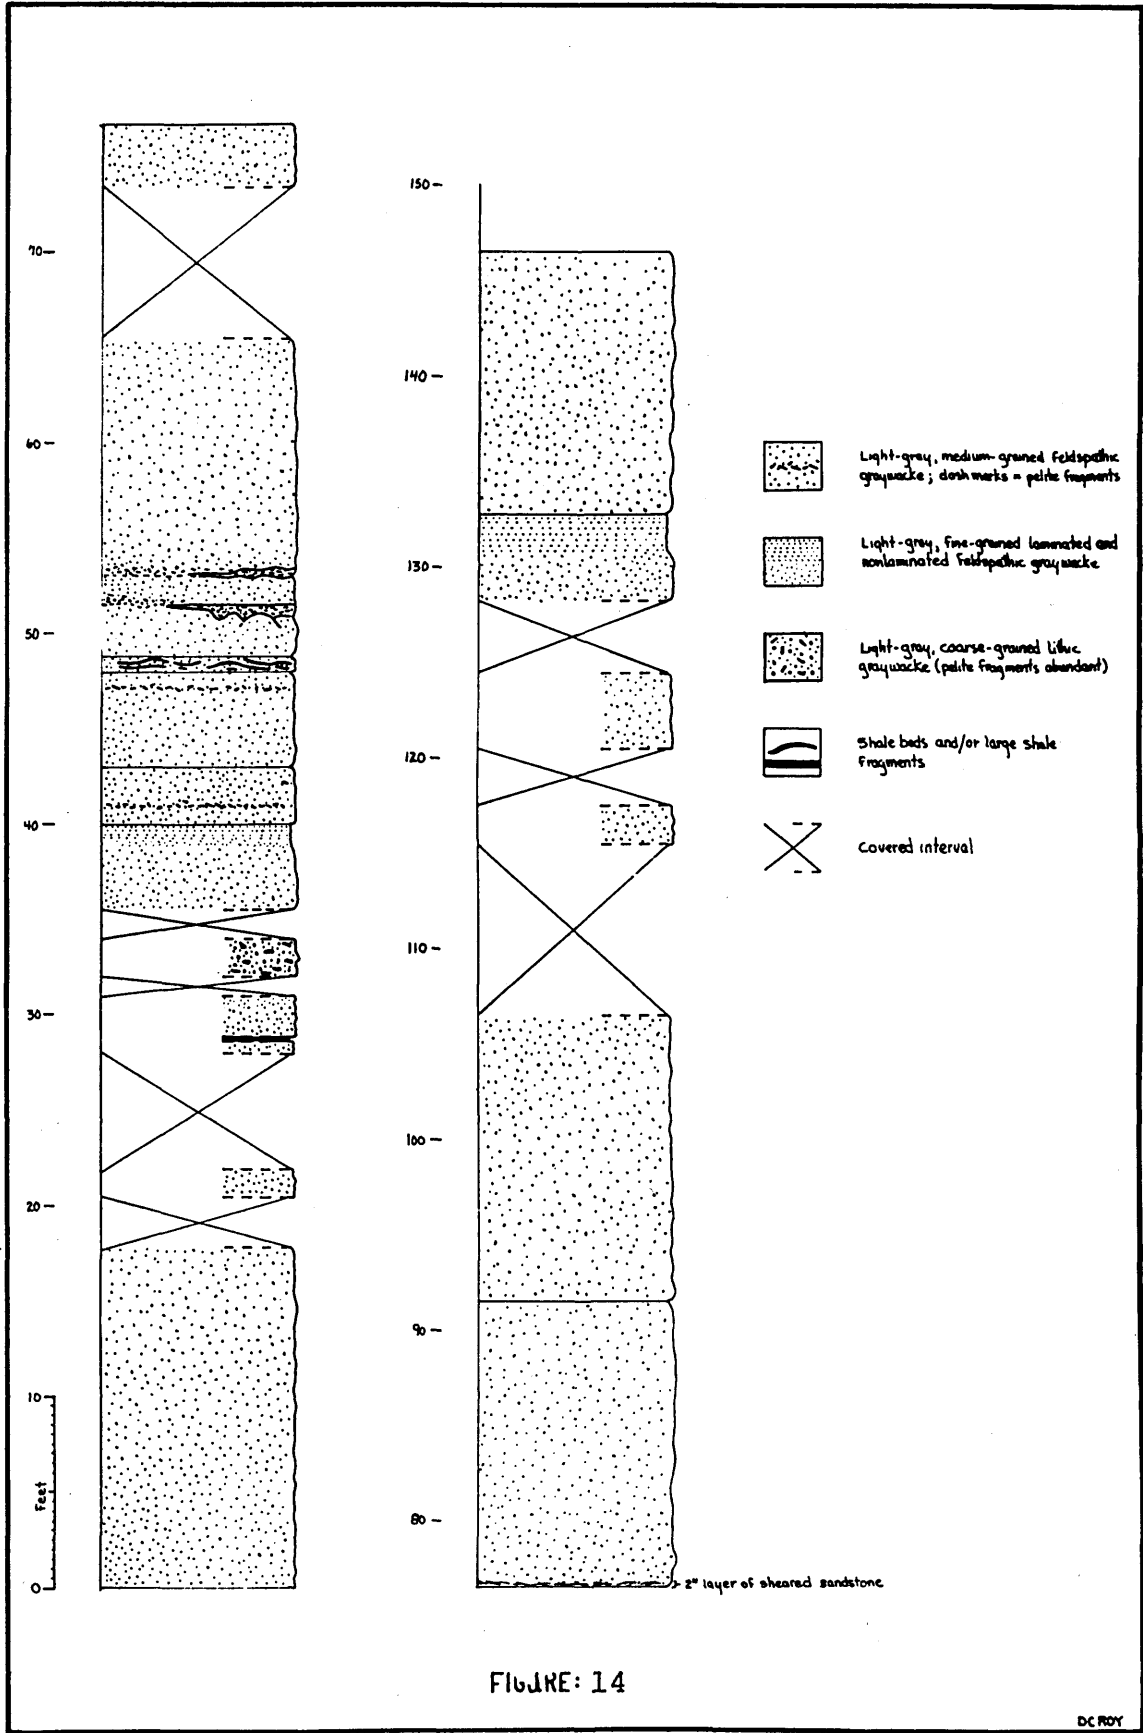 70
60
50
40
30
20
10
Feet
0
150
140
130
120
110
100
90
80
2" layer of sheared sandstone
Light-gray, medium-grained feldspathic
graywacke; dash marks = pelite fragments
Light-gray, fine-grained laminated and
nonlaminated feldspathic graywacke
Light-gray, coarse-grained lithic
graywacke (pelite fragments abundant)
Shale beds and/or large shale
fragments
Covered interval
FIGURE: 14
DC ROY